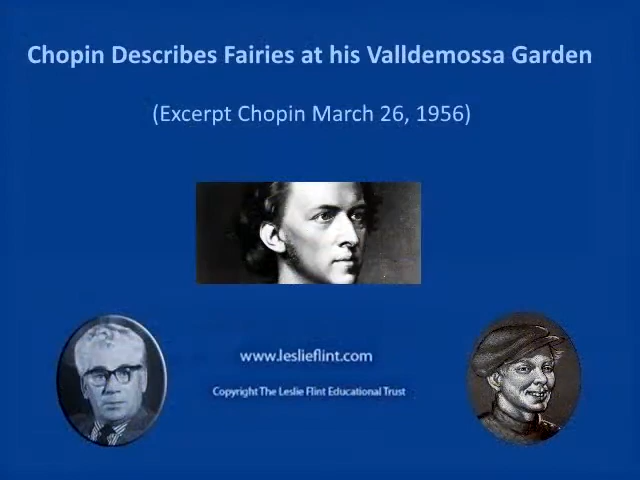 Chopin Describes Fairies at his Valldemossa Garden
(Excerpt Chopin March 26, 1956)
www.leslieflint.com
Copyright The Leslie Flint Educational Trust